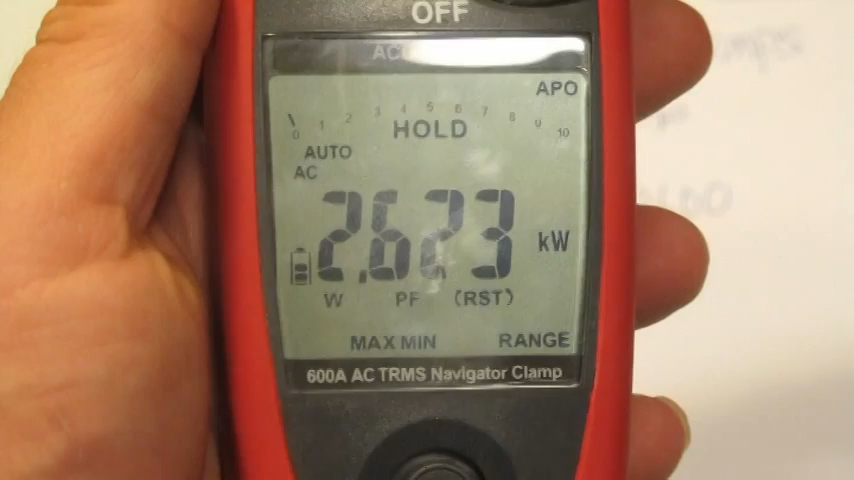 OFF
APO
0 1 2 3 4 5 6 7 8 9 10
HOLD
AUTO
AC
2.623 kW
W PF (RST)
MAX MIN RANGE
600A AC TRMS Navigator Clamp